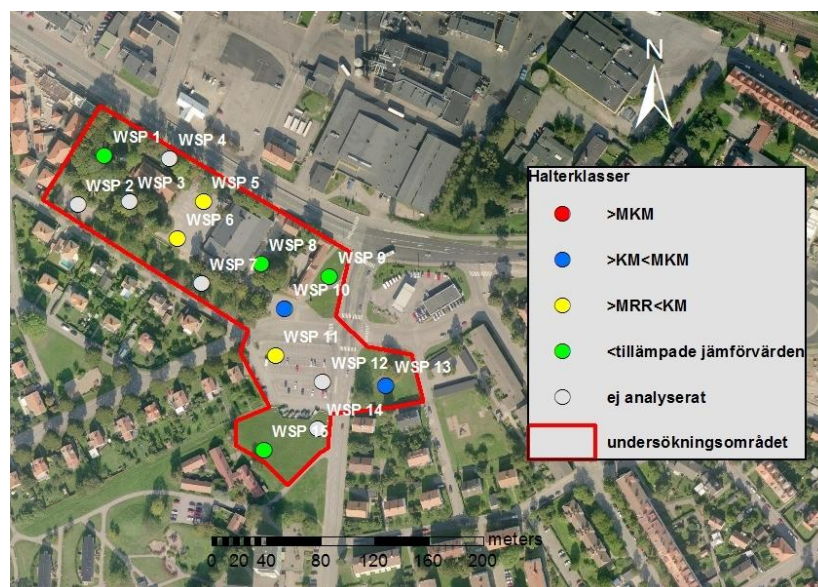 N
WSP 1
WSP 4
WSP 2
WSP 3
WSP 5
WSP 6
WSP 7
WSP 8
WSP 9
WSP 10
WSP 11
WSP 12
WSP 13
WSP 14
WSP 15
Halterklasser
>MKM
>KM<MKM
>MRR<KM
<tillämpade jämförvärden
ej analyserat
undersökningsområdet
meters
0 20 40 80 120 160 200